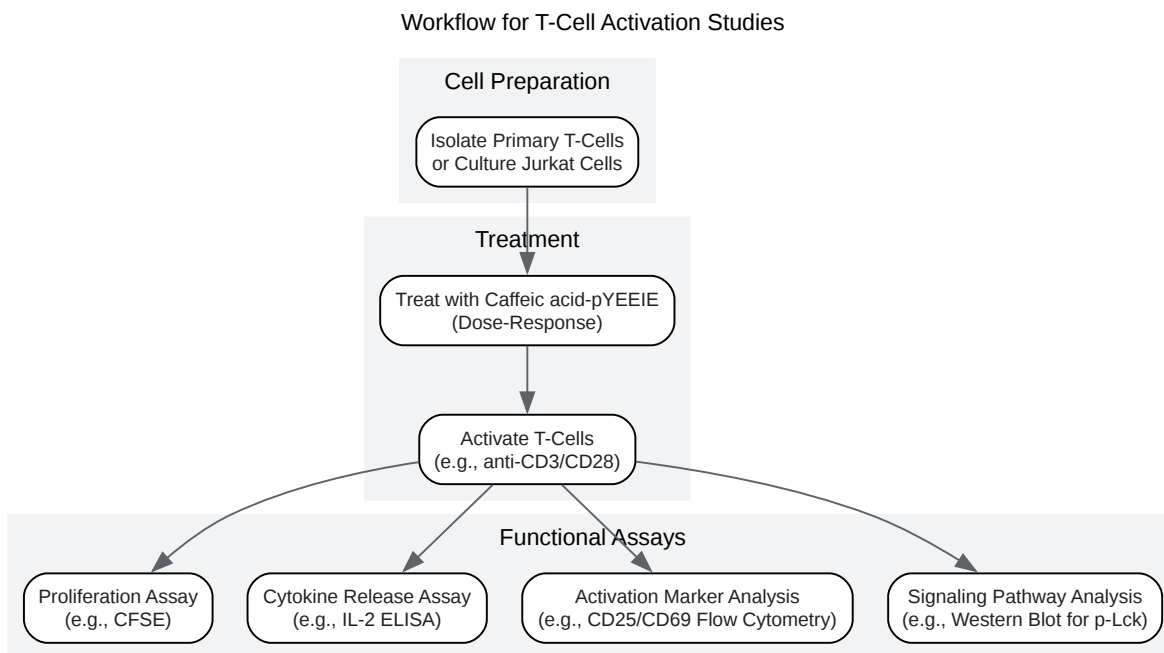 Workflow for T-Cell Activation Studies
Cell Preparation
Isolate Primary T-Cells
or Culture Jurkat Cells
Treatment
Treat with Caffeic acid-pYEEIE
(Dose-Response)
Activate T-Cells
(e.g., anti-CD3/CD28)
Functional Assays
Proliferation Assay
(e.g., CFSE)
Cytokine Release Assay
(e.g., IL-2 ELISA)
Activation Marker Analysis
(e.g., CD25/CD69 Flow Cytometry)
Signaling Pathway Analysis
(e.g., Western Blot for p-Lck)